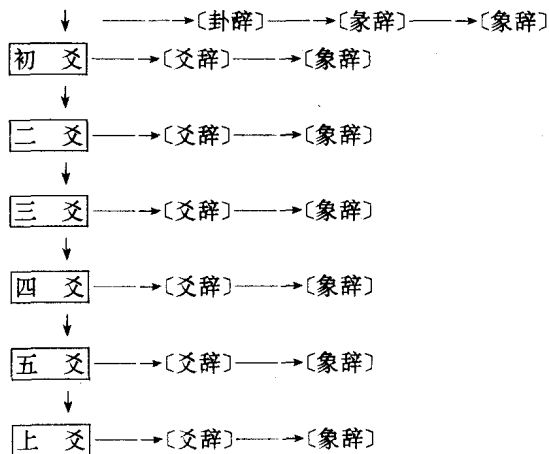 ↓ ——→〔卦辞〕——→〔彖辞〕——→〔象辞〕
初 爻 ——→〔爻辞〕——→〔象辞〕
↓
二 爻 ——→〔爻辞〕——→〔象辞〕
↓
三 爻 ——→〔爻辞〕——→〔象辞〕
↓
四 爻 ——→〔爻辞〕——→〔象辞〕
↓
五 爻 ——→〔爻辞〕——→〔象辞〕
↓
上 爻 ——→〔爻辞〕——→〔象辞〕